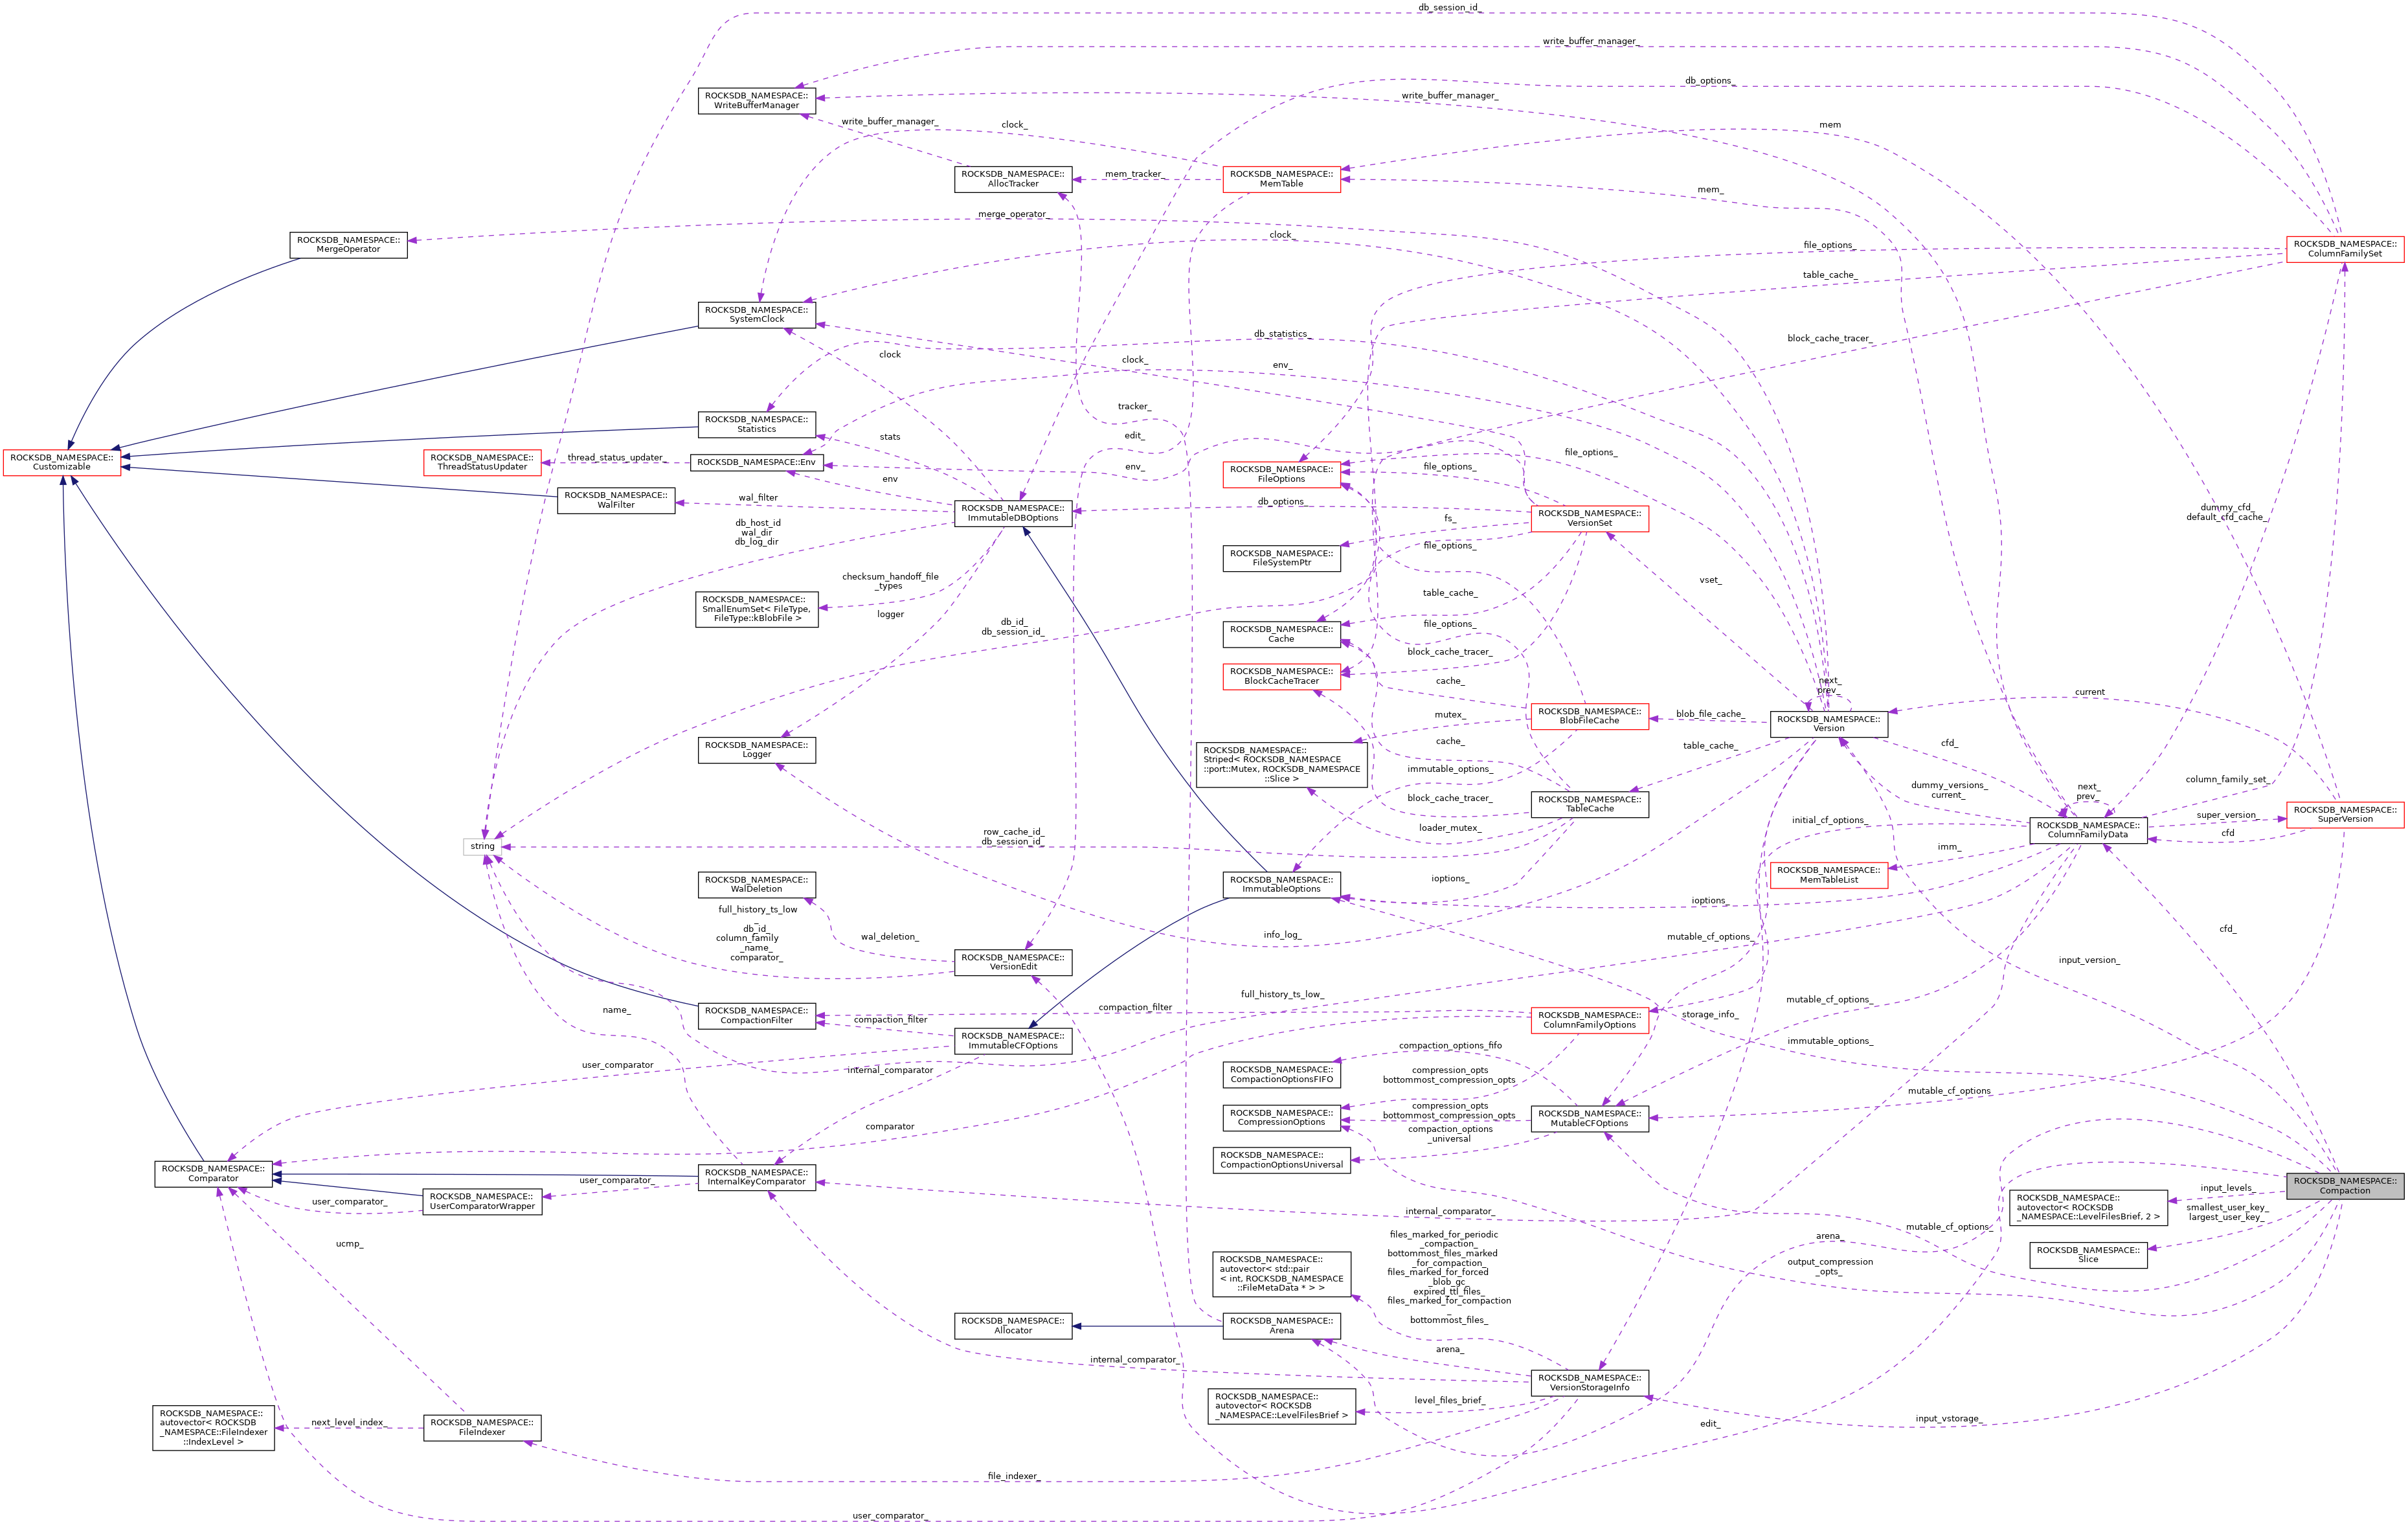 db_session_id_
write_buffer_manager_
db_options_
ROCKSDB_NAMESPACE::
WriteBufferManager
write_buffer_manager_
write_buffer_manager_
clock_
mem
ROCKSDB_NAMESPACE::
AllocTracker
mem_tracker_
ROCKSDB_NAMESPACE::
MemTable
mem_
merge_operator_
ROCKSDB_NAMESPACE::
MergeOperator
clock_
file_options_
ROCKSDB_NAMESPACE::
ColumnFamilySet
table_cache_
ROCKSDB_NAMESPACE::
SystemClock
db_statistics_
block_cache_tracer_
clock
clock_
env_
tracker_
ROCKSDB_NAMESPACE::
Statistics
stats
edit_
ROCKSDB_NAMESPACE::
Customizable
ROCKSDB_NAMESPACE::
ThreadStatusUpdater
thread_status_updater_
ROCKSDB_NAMESPACE::Env
env_
file_options_
file_options_
ROCKSDB_NAMESPACE::
FileOptions
env
ROCKSDB_NAMESPACE::
WalFilter
wal_filter
ROCKSDB_NAMESPACE::
ImmutableDBOptions
db_options_
ROCKSDB_NAMESPACE::
VersionSet
dummy_cfd_
default_cfd_cache_
db_host_id
wal_dir
db_log_dir
fs_
ROCKSDB_NAMESPACE::
FileSystemPtr
file_options_
checksum_handoff_file
_types
vset_
ROCKSDB_NAMESPACE::
SmallEnumSet< FileType,
FileType::kBlobFile >
logger
db_id_
db_session_id_
table_cache_
ROCKSDB_NAMESPACE::
Cache
file_options_
block_cache_tracer_
ROCKSDB_NAMESPACE::
BlockCacheTracer
cache_
next_
prev_
current
ROCKSDB_NAMESPACE::
BlobFileCache
mutex_
blob_file_cache_
ROCKSDB_NAMESPACE::
Version
ROCKSDB_NAMESPACE::
Logger
ROCKSDB_NAMESPACE::
Striped< ROCKSDB_NAMESPACE
::port::Mutex, ROCKSDB_NAMESPACE
::Slice >
cache_
table_cache_
cfd_
immutable_options_
dummy_versions_
current_
next_
prev_
column_family_set_
block_cache_tracer_
ROCKSDB_NAMESPACE::
TableCache
ROCKSDB_NAMESPACE::
SuperVersion
super_version_
loader_mutex_
initial_cf_options_
ROCKSDB_NAMESPACE::
ColumnFamilyData
cfd
row_cache_id_
db_session_id_
string
imm_
ROCKSDB_NAMESPACE::
WalDeletion
ROCKSDB_NAMESPACE::
ImmutableOptions
ioptions_
ROCKSDB_NAMESPACE::
MemTableList
ioptions_
full_history_ts_low
_
db_id_
column_family
_name_
comparator_
wal_deletion_
info_log_
mutable_cf_options_
cfd_
ROCKSDB_NAMESPACE::
VersionEdit
input_version_
full_history_ts_low_
mutable_cf_options_
name_
ROCKSDB_NAMESPACE::
CompactionFilter
compaction_filter
compaction_filter
ROCKSDB_NAMESPACE::
ColumnFamilyOptions
storage_info_
ROCKSDB_NAMESPACE::
ImmutableCFOptions
immutable_options_
compaction_options_fifo
user_comparator
internal_comparator
ROCKSDB_NAMESPACE::
CompactionOptionsFIFO
compression_opts
bottommost_compression_opts
mutable_cf_options
ROCKSDB_NAMESPACE::
CompressionOptions
compression_opts
bottommost_compression_opts
ROCKSDB_NAMESPACE::
MutableCFOptions
comparator
compaction_options
_universal
ROCKSDB_NAMESPACE::
CompactionOptionsUniversal
ROCKSDB_NAMESPACE::
Comparator
ROCKSDB_NAMESPACE::
InternalKeyComparator
user_comparator_
ROCKSDB_NAMESPACE::
Compaction
input_levels_
user_comparator_
ROCKSDB_NAMESPACE::
UserComparatorWrapper
ROCKSDB_NAMESPACE::
autovector< ROCKSDB
_NAMESPACE::LevelFilesBrief, 2 >
smallest_user_key_
largest_user_key_
internal_comparator_
mutable_cf_options_
ucmp_
files_marked_for_periodic
_compaction_
bottommost_files_marked
_for_compaction_
files_marked_for_forced
_blob_gc_
expired_ttl_files_
files_marked_for_compaction
_
bottommost_files_
arena_
ROCKSDB_NAMESPACE::
Slice
ROCKSDB_NAMESPACE::
autovector< std::pair
< int, ROCKSDB_NAMESPACE
::FileMetaData * > >
output_compression
_opts_
ROCKSDB_NAMESPACE::
Allocator
ROCKSDB_NAMESPACE::
Arena
arena_
internal_comparator_
ROCKSDB_NAMESPACE::
VersionStorageInfo
ROCKSDB_NAMESPACE::
autovector< ROCKSDB
_NAMESPACE::LevelFilesBrief >
level_files_brief_
ROCKSDB_NAMESPACE::
autovector< ROCKSDB
_NAMESPACE::FileIndexer
::IndexLevel >
next_level_index_
ROCKSDB_NAMESPACE::
FileIndexer
edit_
input_vstorage_
file_indexer_
user_comparator_